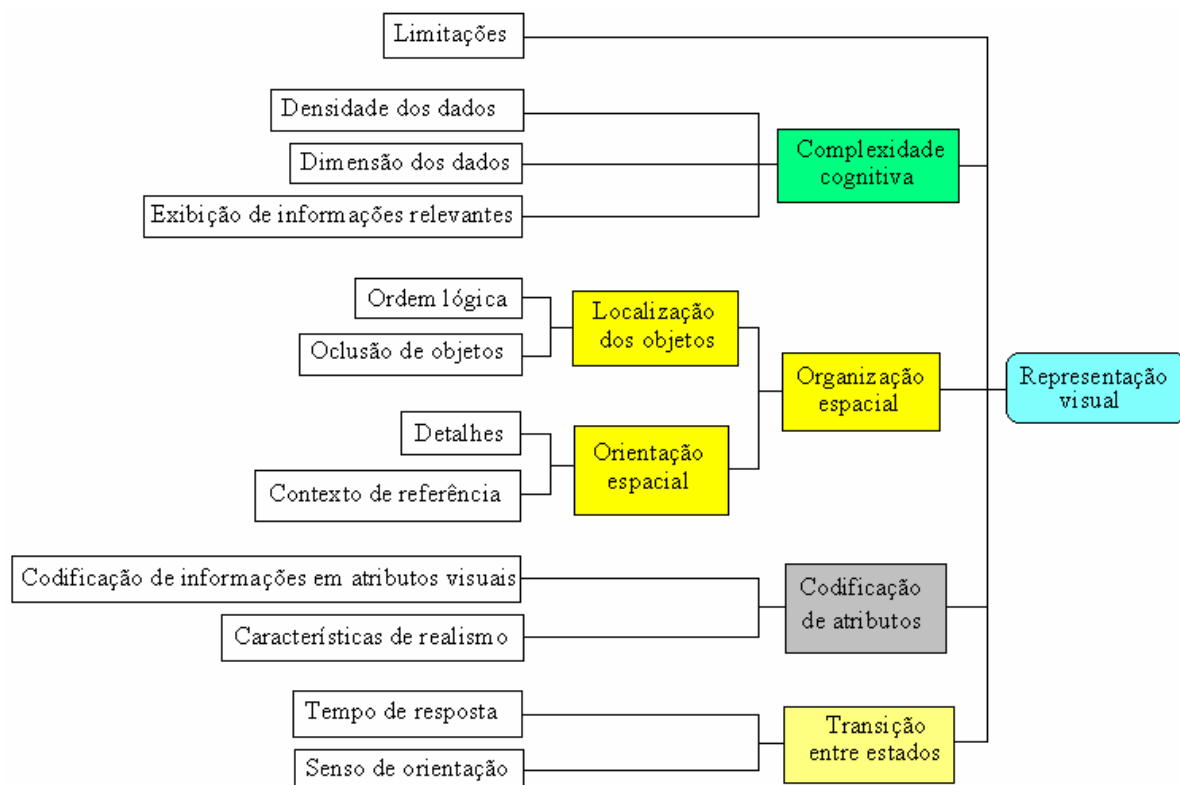 Limitações
Densidade dos dados
Dimensão dos dados
Exibição de informações relevantes
Complexidade
cognitiva
Ordem lógica
Oclusão de objetos
Localização
dos objetos
Detalhes
Contexto de referência
Orientação
espacial
Organização
espacial
Representação
visual
Codificação de informações em atributos visuais
Características de realismo
Codificação
de atributos
Tempo de resposta
Senso de orientação
Transição
entre estados